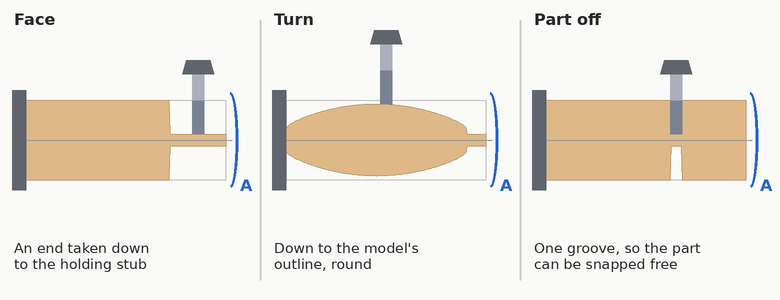 Face
A
An end taken down
to the holding stub
Turn
A
Down to the model's
outline, round
Part off
A
One groove, so the part
can be snapped free